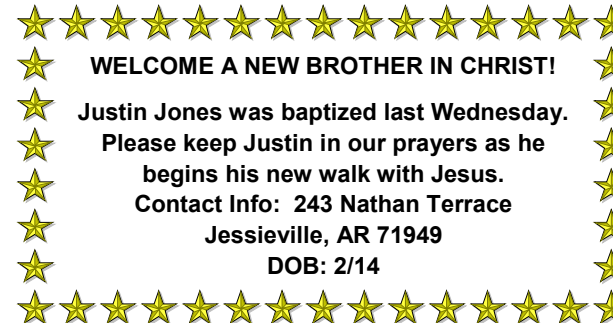 WELCOME A NEW BROTHER IN CHRIST!
Justin Jones was baptized last Wednesday.
Please keep Justin in our prayers as he
begins his new walk with Jesus.
Contact Info:  243 Nathan Terrace
Jessieville, AR 71949
DOB: 2/14